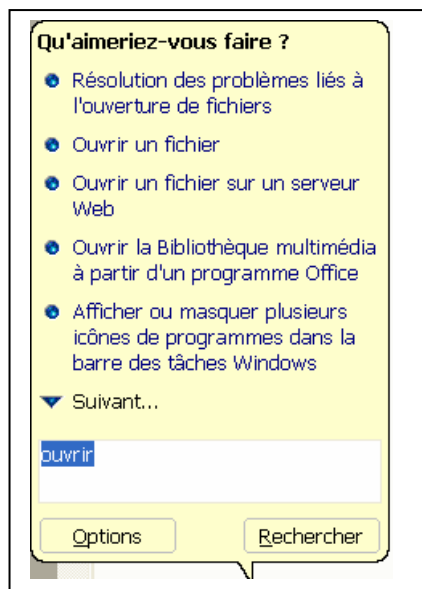 Qu'aimeriez-vous faire ?
Résolution des problèmes liés à
l'ouverture de fichiers
Ouvrir un fichier
Ouvrir un fichier sur un serveur
Web
Ouvrir la Bibliothèque multimédia
à partir d'un programme Office
Afficher ou masquer plusieurs
icônes de programmes dans la
barre des tâches Windows
Suivant...
ouvrir
Options
Rechercher